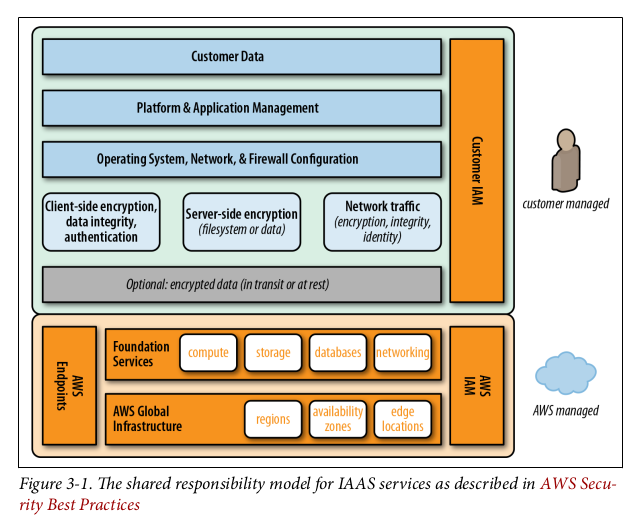 Customer Data
Platform & Application Management
Operating System, Network, & Firewall Configuration
Client-side encryption,
data integrity,
authentication
Server-side encryption
(filesystem or data)
Network traffic
(encryption, integrity,
identity)
Optional: encrypted data (in transit or at rest)
Customer IAM
customer managed
AWS
Endpoints
Foundation
Services
compute
storage
databases
networking
AWS Global
Infrastructure
regions
availability
zones
edge
locations
AWS
IAM
AWS managed
Figure 3-1. The shared responsibility model for IAAS services as described in AWS Secu-
rity Best Practices